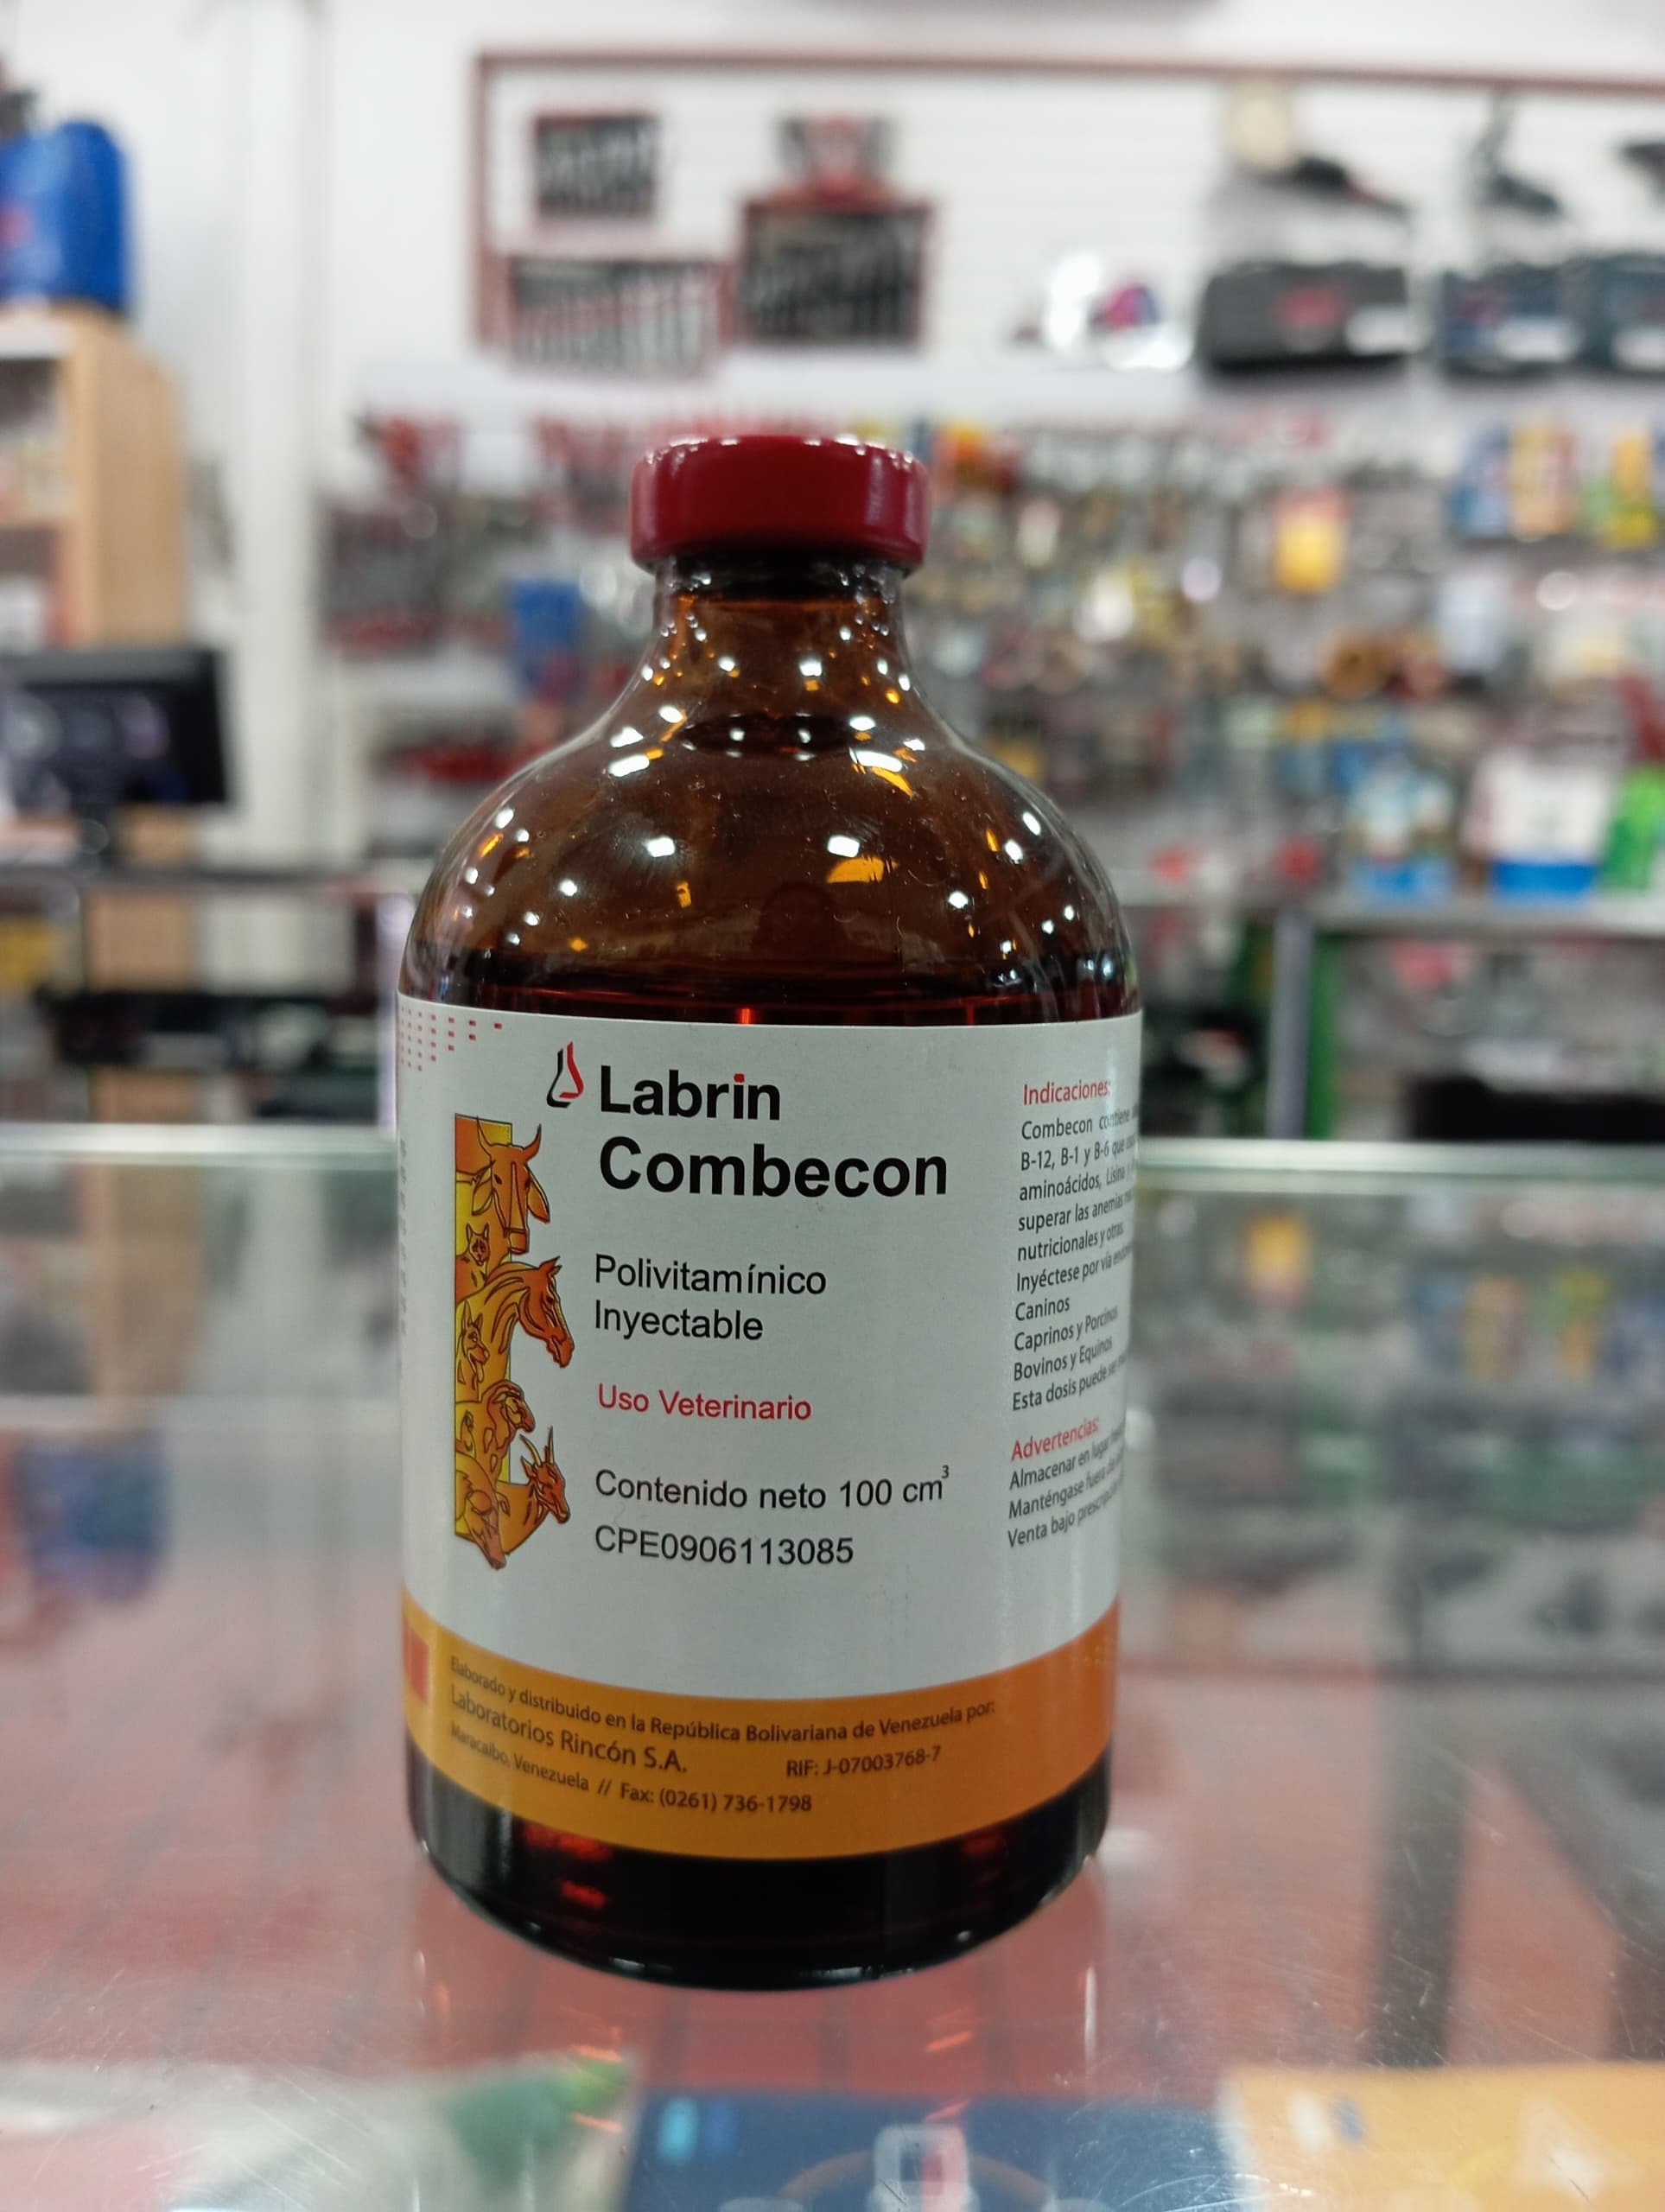 Labrin
Combecon
Polivitamínico
Inyectable
Uso Veterinario
Contenido neto 100 cm³
CPE0906113085
Elaborado y distribuido en la República Bolivariana de Venezuela por:
Laboratorios Rincón S.A. RIF: J-07003768-7
Maracaibo, Venezuela // Fax: (0261) 736-1798
Indicaciones:
Combecon contiene
B-12, B-1 y B-6 que
aminoácidos, Lisina
superar las anemias
nutricionales y otras
Inyéctese por vía
Caninos
Caprinos y Porcinos
Bovinos y Equinos
Esta dosis puede ser
Advertencias:
Almacenar en lugar
Manténgase fuera del
Venta bajo